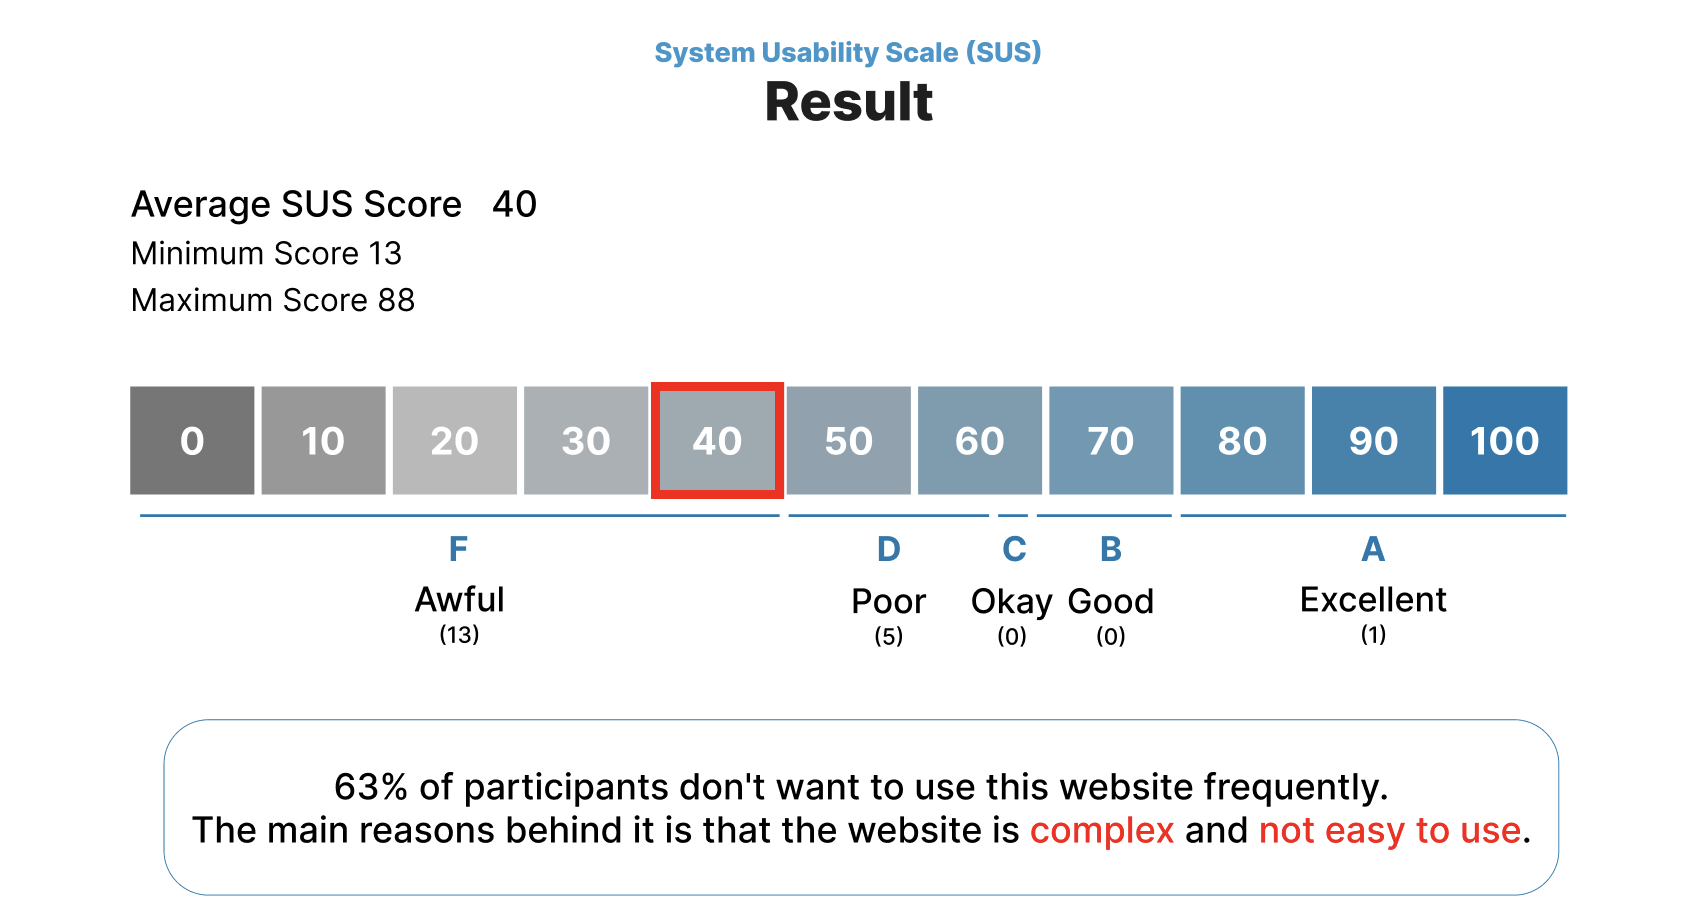 System Usability Scale (SUS)
Result
Average SUS Score 40
Minimum Score 13
Maximum Score 88
0 10 20 30 40 50 60 70 80 90 100
F D C B A
Awful Poor Okay Good Excellent
(13) (5) (0) (0) (1)
63% of participants don't want to use this website frequently.
The main reasons behind it is that the website is complex and not easy to use.